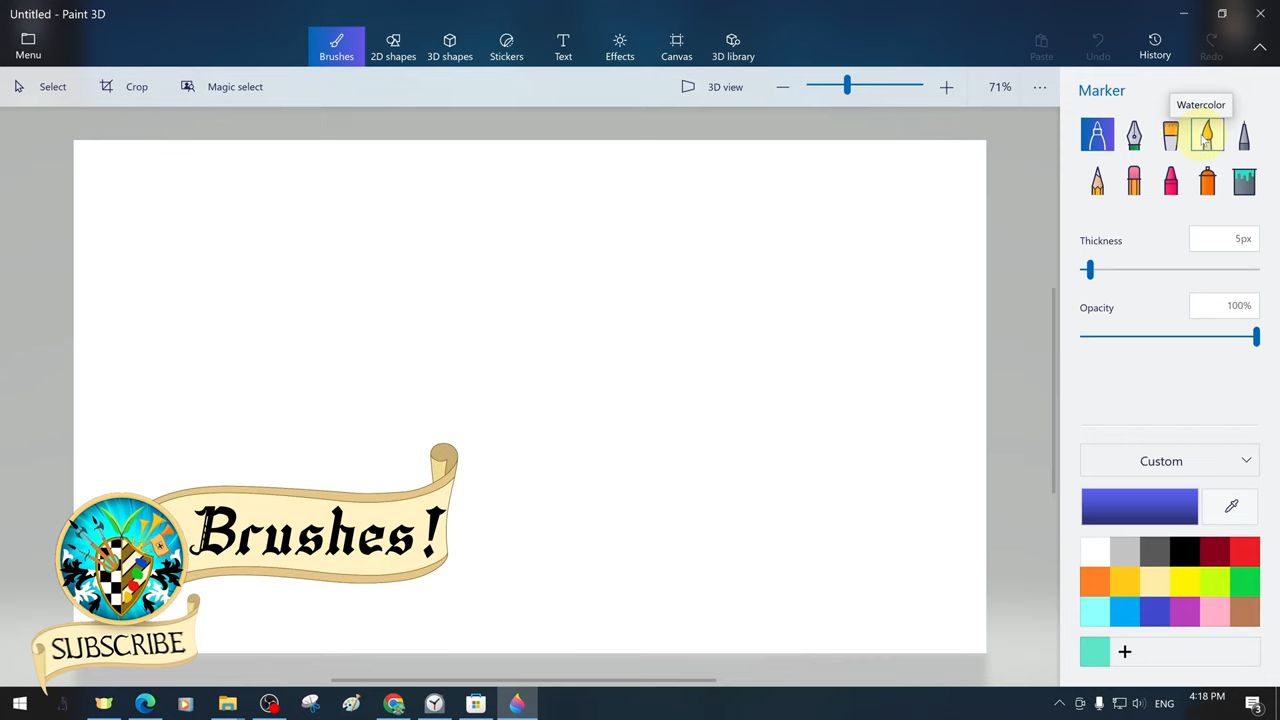 Untitled - Paint 3D
Menu
Brushes
2D shapes
3D shapes
Stickers
Text
Effects
Canvas
3D library
Paste
Undo
History
Redo
Select
Crop
Magic select
3D view
71%
Marker
Watercolor
Thickness
5px
Opacity
100%
Custom
Brushes!
SUBSCRIBE
4:18 PM
ENG
3